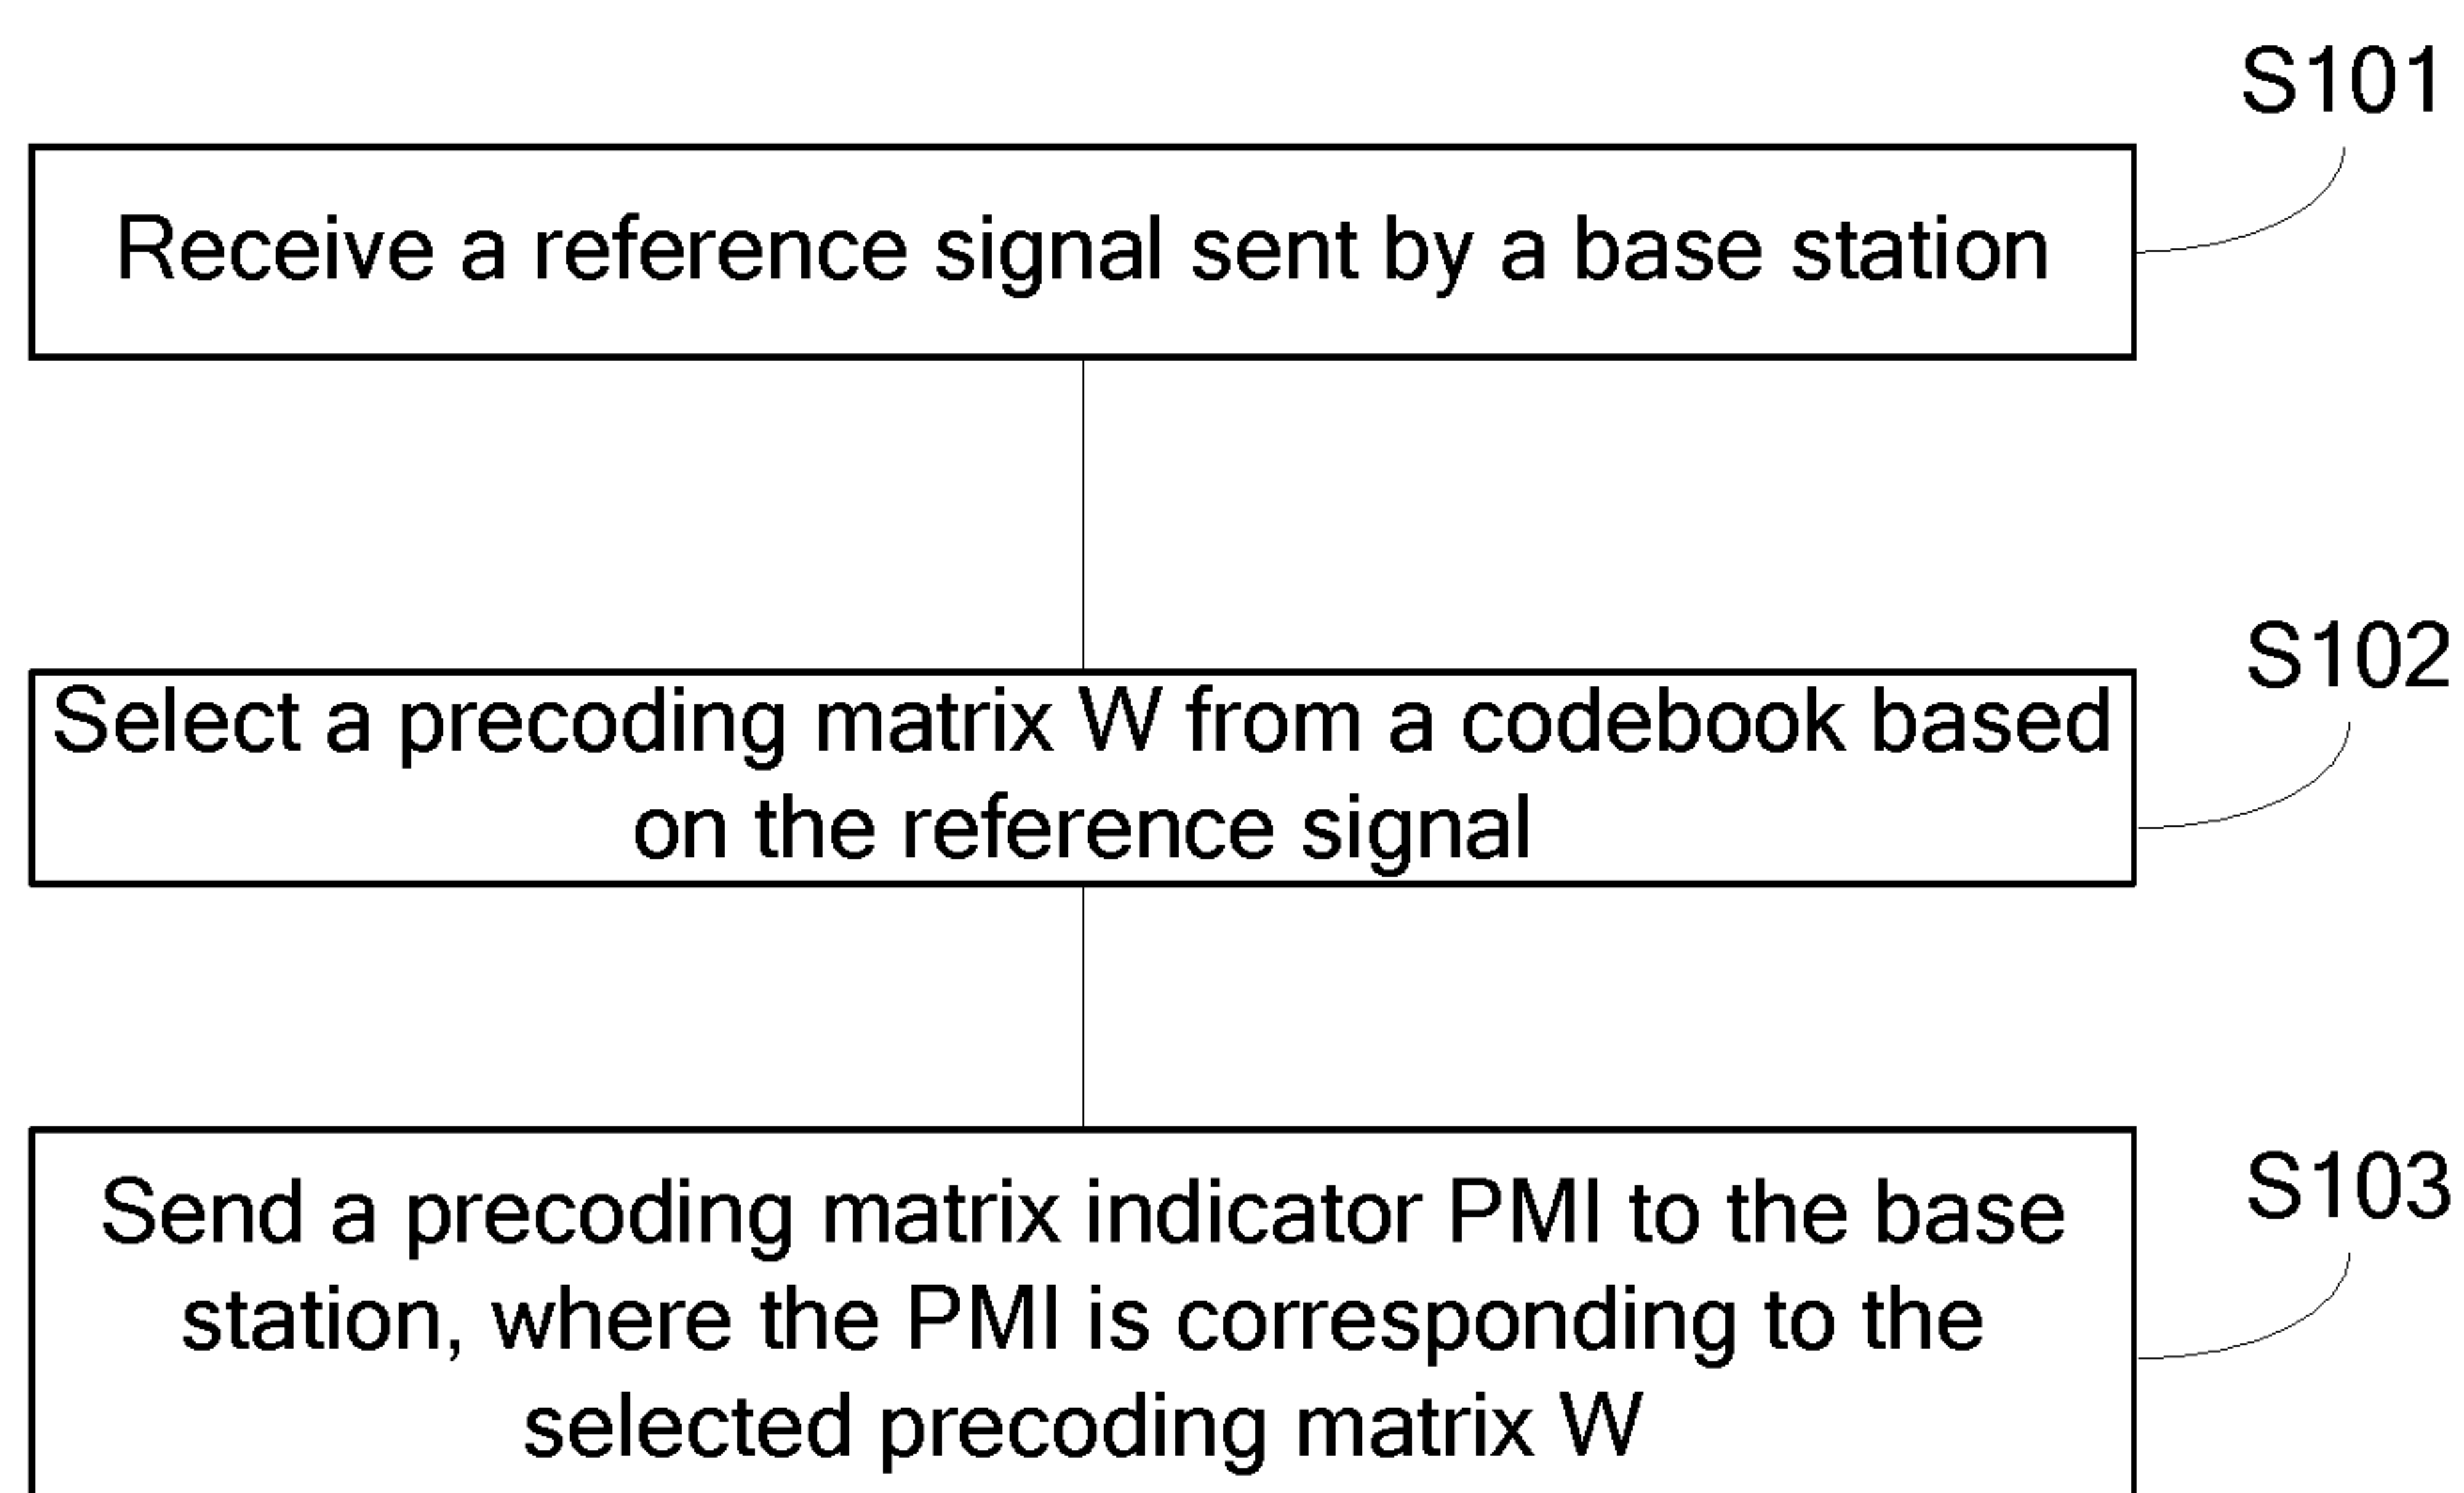 S101
Receive a reference signal sent by a base station
S102
Select a precoding matrix W from a codebook based
on the reference signal
S103
Send a precoding matrix indicator PMI to the base
station, where the PMI is corresponding to the
selected precoding matrix W